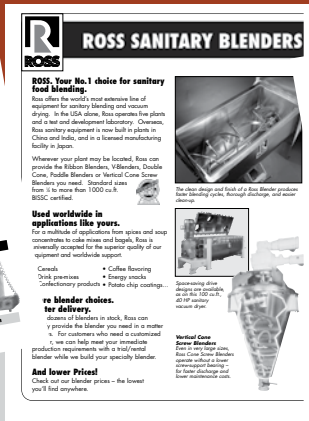 ROSS
ROSS SANITARY BLENDERS
ROSS. Your No.1 choice for sanitary
food blending.
Ross offers the world's most extensive line of
equipment for sanitary blending and vacuum
drying. In the USA alone, Ross operates five plants
and a test and development laboratory. Overseas,
Ross sanitary equipment is now built in plants in
China and India, and in a licensed manufacturing
facility in Japan.
Wherever your plant may be located, Ross can
provide the Ribbon Blenders, V-Blenders, Double
Cone, Paddle Blenders or Vertical Cone Screw
Blenders you need. Standard sizes
from ½ to more than 1000 cu.ft.
BISSC certified.
Used worldwide in
applications like yours.
For a multitude of applications from spices and soup
concentrates to cake mixes and bagels, Ross is
universally accepted for the superior quality of our
equipment and worldwide support.
Cereals • Coffee flavoring
Drink pre-mixes • Energy snacks
Confectionary products • Potato chip coatings...
re blender choices.
ter delivery.
dozens of blenders in stock, Ross can
y provide the blender you need in a matter
s. For customers who need a customized
r, we can help meet your immediate
production requirements with a trial/rental
blender while we build your specialty blender.
And lower Prices!
Check out our blender prices – the lowest
you'll find anywhere.
The clean design and finish of a Ross Blender produces
faster blending cycles, thorough discharge, and easier
clean-up.
Space-saving drive
designs are available,
as on this 100 cu.ft.,
40 HP sanitary
vacuum dryer.
Vertical Cone
Screw Blenders
Even in very large sizes,
Ross Cone Screw Blenders
operate without a lower
screw-support bearing –
for faster discharge and
lower maintenance costs.